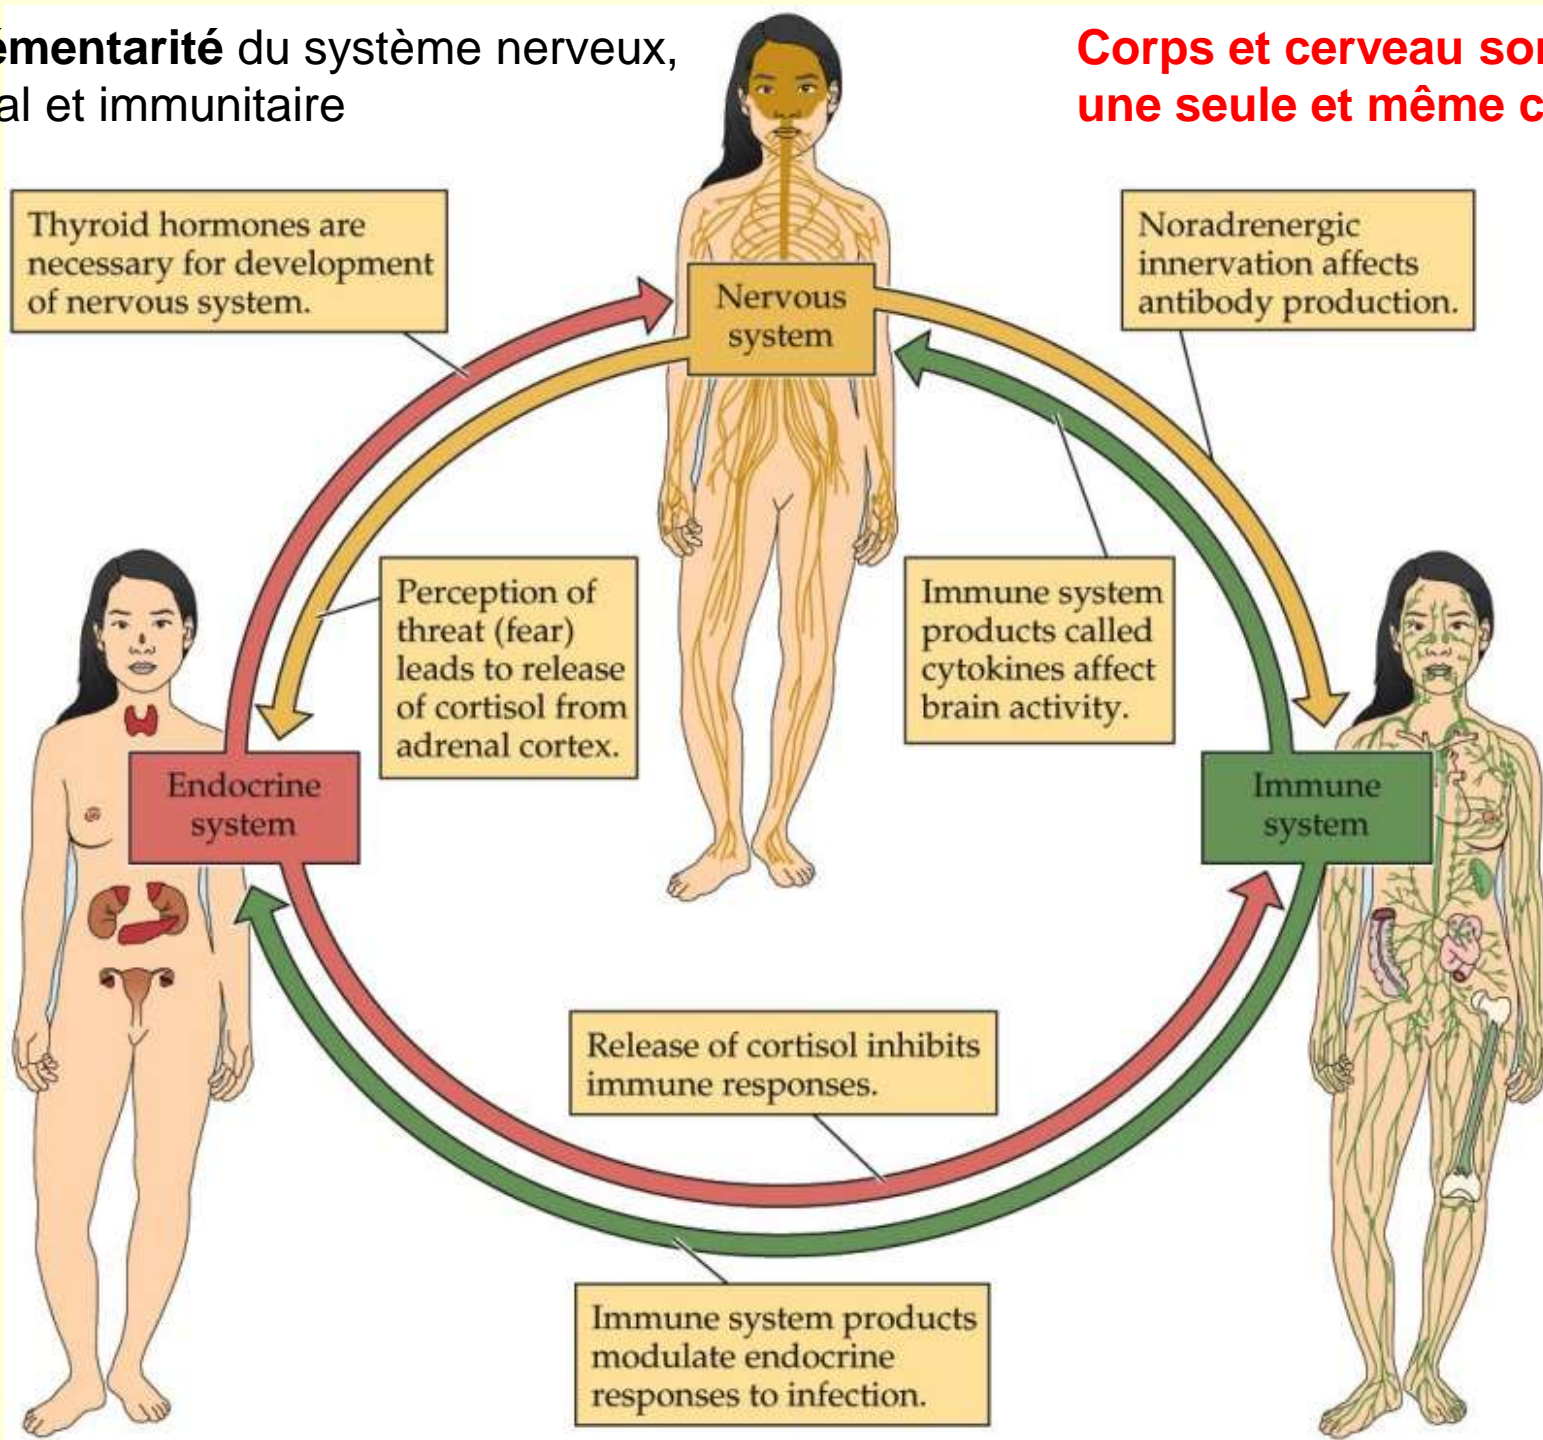 émentarité du système nerveux,
al et immunitaire
Corps et cerveau so
une seule et même c
Thyroid hormones are
necessary for development
of nervous system.
Nervous
system
Noradrenergic
innervation affects
antibody production.
Perception of
threat (fear)
leads to release
of cortisol from
adrenal cortex.
Immune system
products called
cytokines affect
brain activity.
Endocrine
system
Immune
system
Release of cortisol inhibits
immune responses.
Immune system products
modulate endocrine
responses to infection.